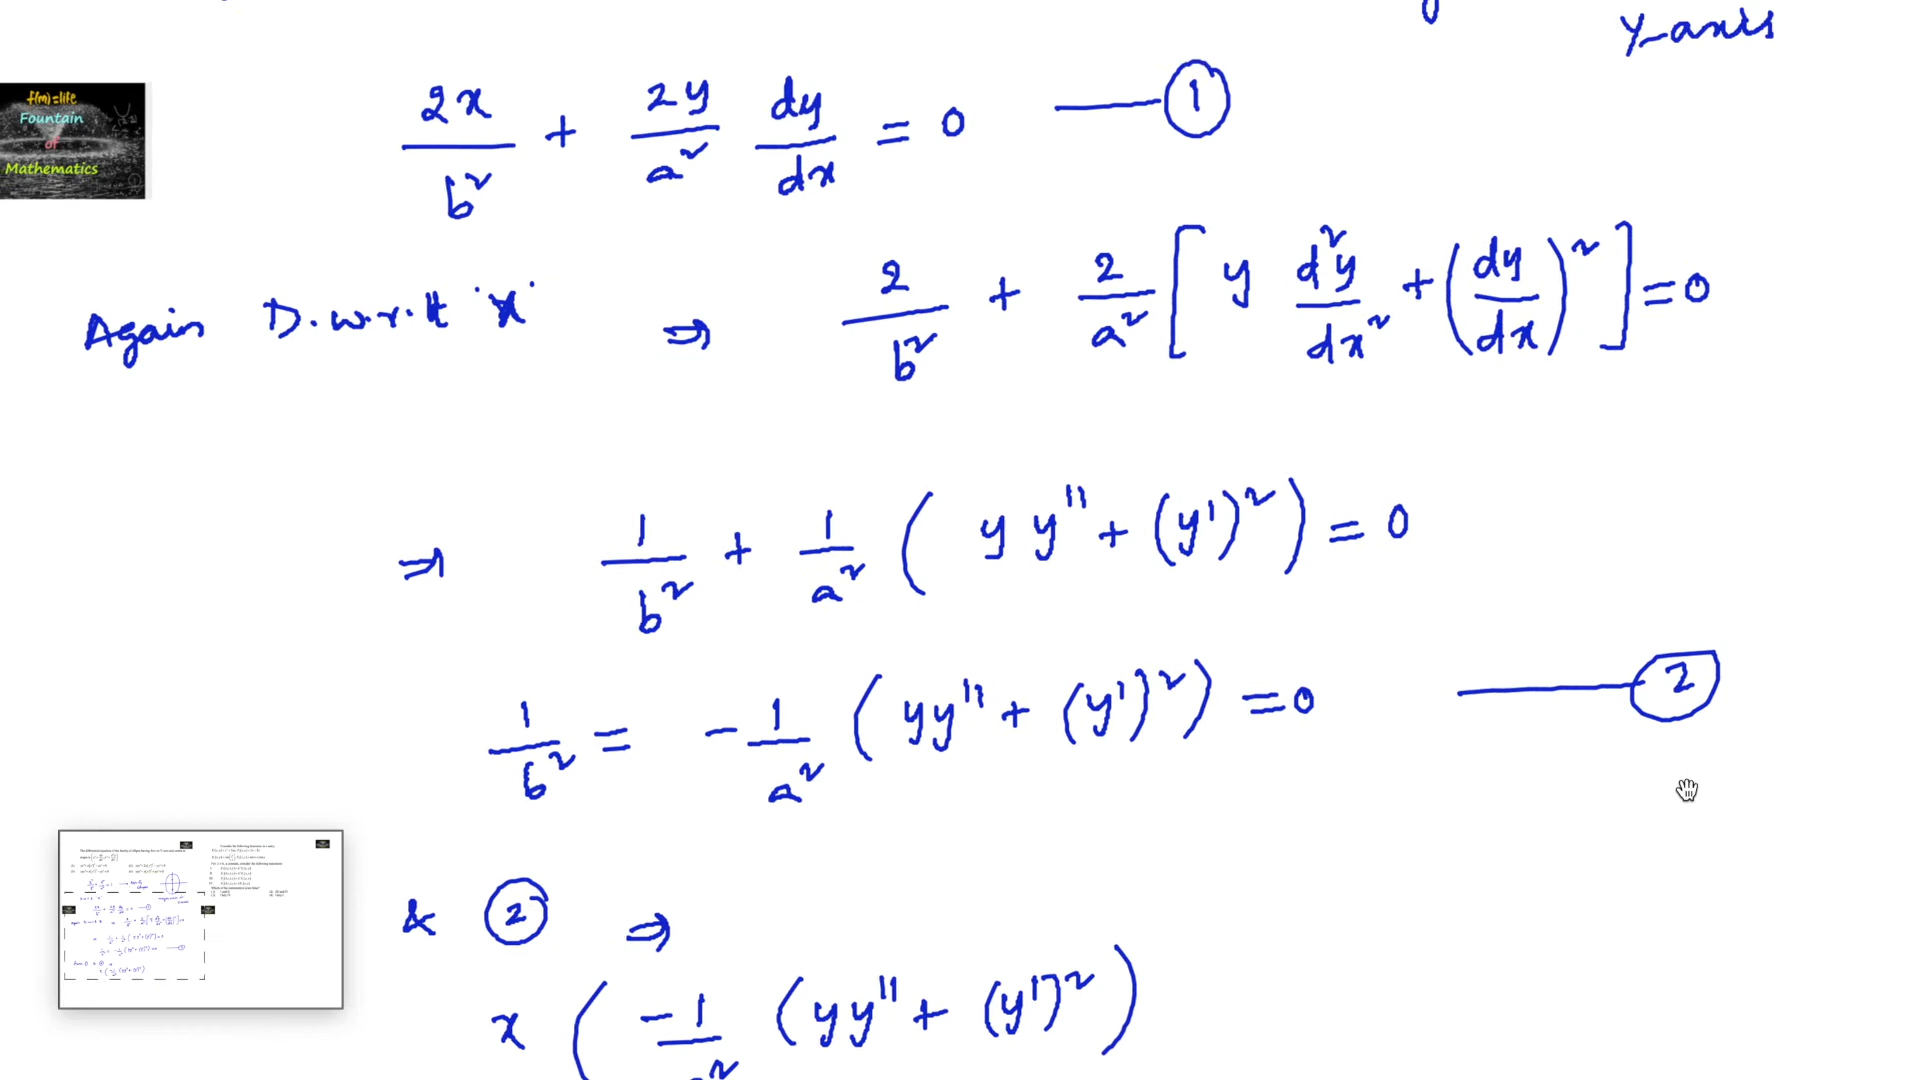 y-axis
f(m)=life
Fountain
of
Mathematics
2x/b² + 2y/a² dy/dx = 0 —— ①
Again D.w.r.t 'x' ⇒ 2/b² + 2/a² [ y d²y/dx² + (dy/dx)² ] = 0
⇒ 1/b² + 1/a² ( y y'' + (y')² ) = 0
1/b² = -1/a² ( yy'' + (y')² ) = 0 —— ②
& ② ⇒
x ( -1/a² ( yy'' + (y')² )